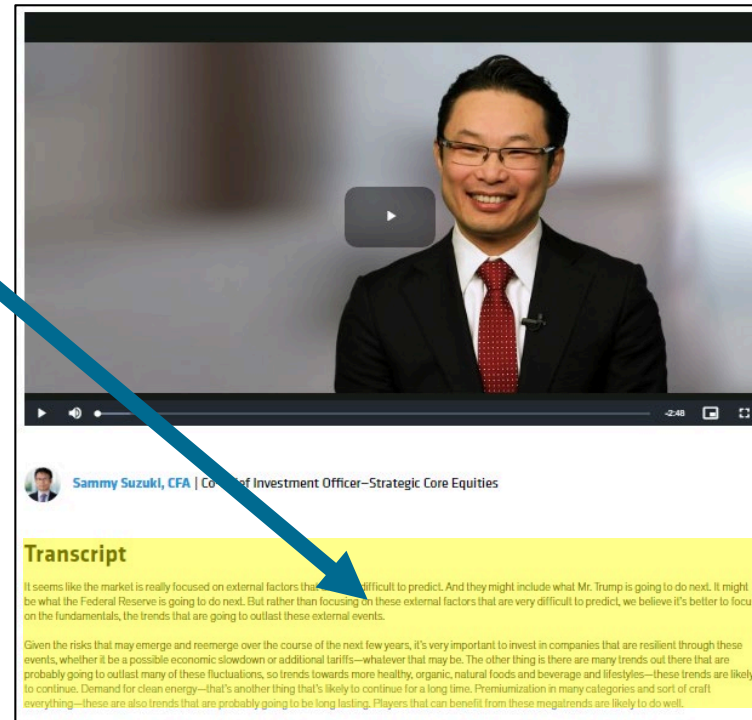 -2:48
Sammy Suzuki, CFA | Co- ef Investment Officer—Strategic Core Equities
Transcript
It seems like the market is really focused on external factors that difficult to predict. And they might include what Mr. Trump is going to do next. It might
be what the Federal Reserve is going to do next. But rather than focusing on these external factors that are very difficult to predict, we believe it's better to focu
on the fundamentals, the trends that are going to outlast these external events.
Given the risks that may emerge and reemerge over the course of the next few years, it's very important to invest in companies that are resilient through these
events, whether it be a possible economic slowdown or additional tariffs—whatever that may be. The other thing is there are many trends out there that are
probably going to outlast many of these fluctuations, so trends towards more healthy, organic, natural foods and beverage and lifestyles—these trends are likely
to continue. Demand for clean energy—that's another thing that's likely to continue for a long time. Premiumization in many categories and sort of craft
everything—these are also trends that are probably going to be long lasting. Players that can benefit from these megatrends are likely to do well.